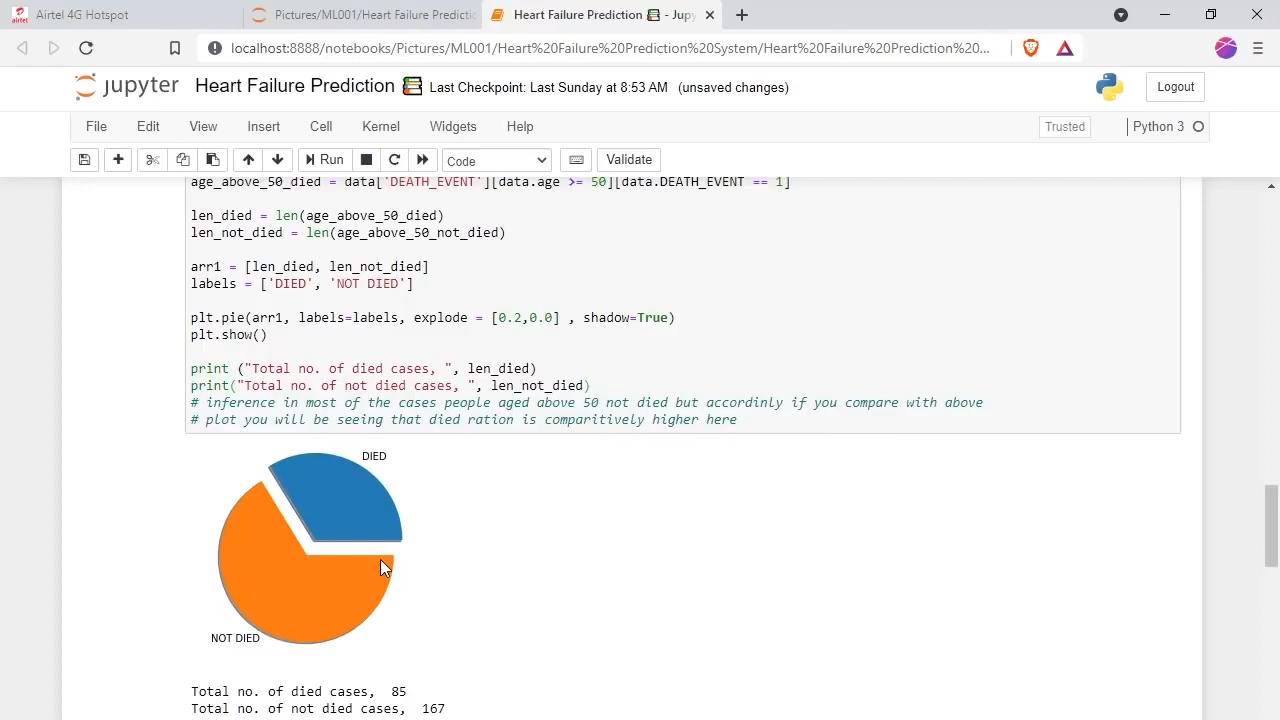 airtel
Airtel 4G Hotspot
Pictures/ML001/Heart Failure Predictio
Heart Failure Prediction 📚 - Jupy
localhost:8888/notebooks/Pictures/ML001/Heart%20Failure%20Prediction%20System/Heart%20Failure%20Prediction%20...
jupyter Heart Failure Prediction 📚 Last Checkpoint: Last Sunday at 8:53 AM (unsaved changes)
Logout
File Edit View Insert Cell Kernel Widgets Help
Trusted
Python 3
Run
Code
Validate
age_above_50_died = data['DEATH_EVENT'][data.age >= 50][data.DEATH_EVENT == 1]
len_died = len(age_above_50_died)
len_not_died = len(age_above_50_not_died)
arr1 = [len_died, len_not_died]
labels = ['DIED', 'NOT DIED']
plt.pie(arr1, labels=labels, explode = [0.2,0.0] , shadow=True)
plt.show()
print ("Total no. of died cases, ", len_died)
print("Total no. of not died cases, ", len_not_died)
# inference in most of the cases people aged above 50 not died but accordinly if you compare with above
# plot you will be seeing that died ration is comparitively higher here
DIED
NOT DIED
Total no. of died cases,  85
Total no. of not died cases,  167